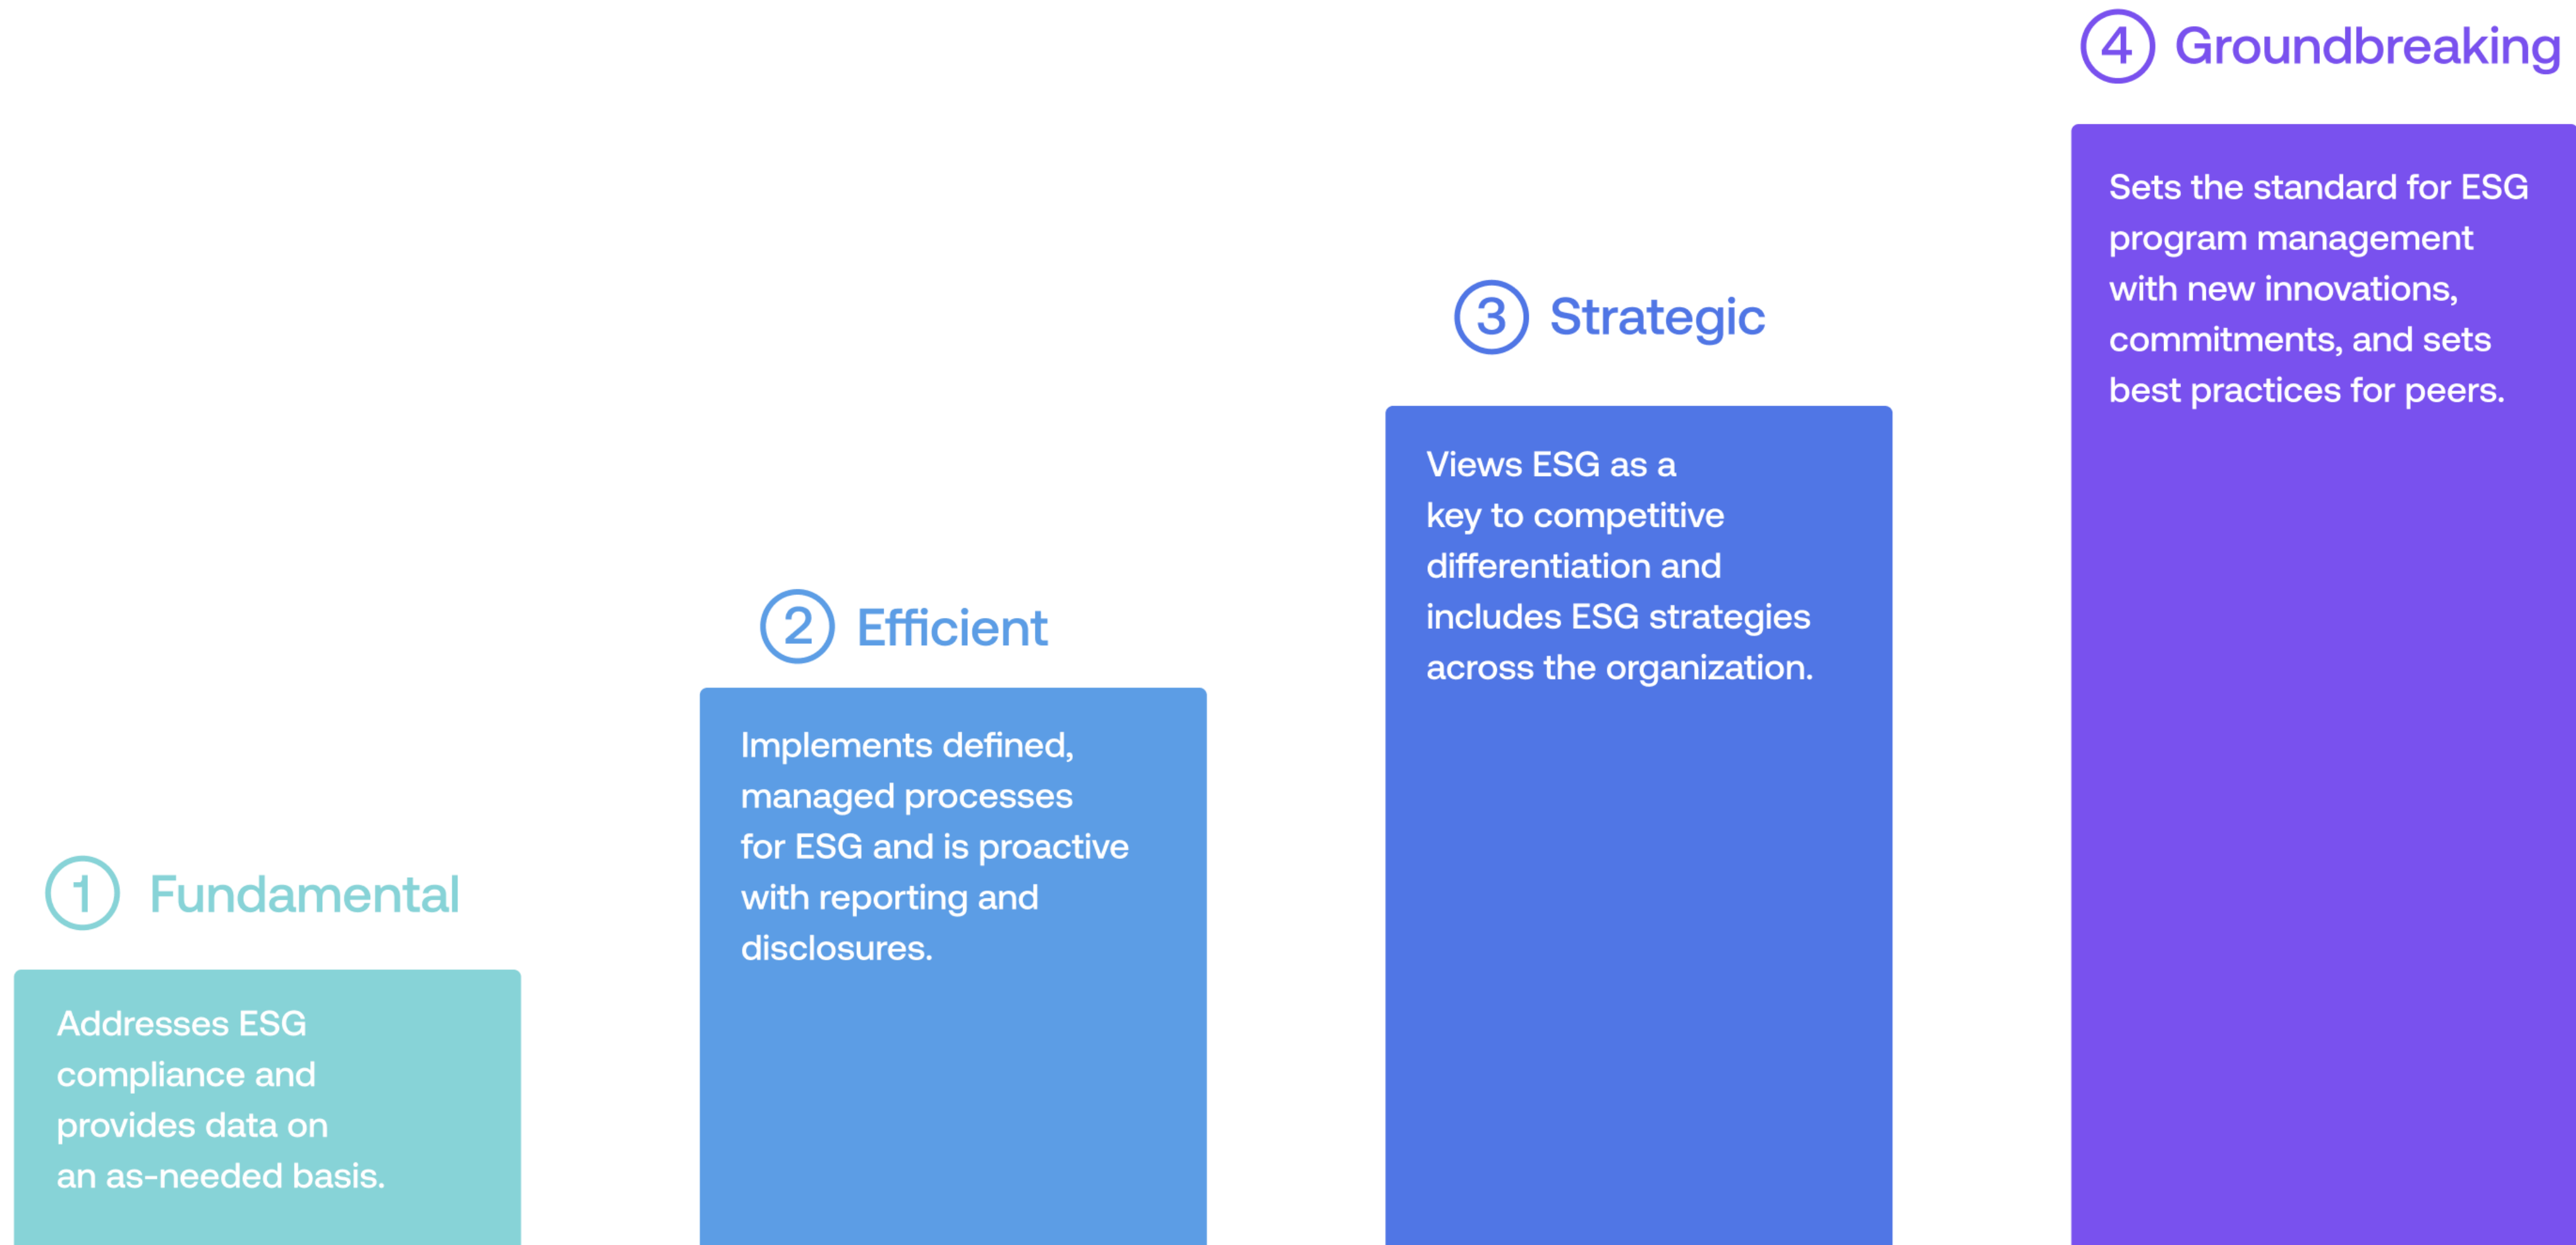 1 Fundamental
Addresses ESG
compliance and
provides data on
an as-needed basis.
2 Efficient
Implements defined,
managed processes
for ESG and is proactive
with reporting and
disclosures.
3 Strategic
Views ESG as a
key to competitive
differentiation and
includes ESG strategies
across the organization.
4 Groundbreaking
Sets the standard for ESG
program management
with new innovations,
commitments, and sets
best practices for peers.